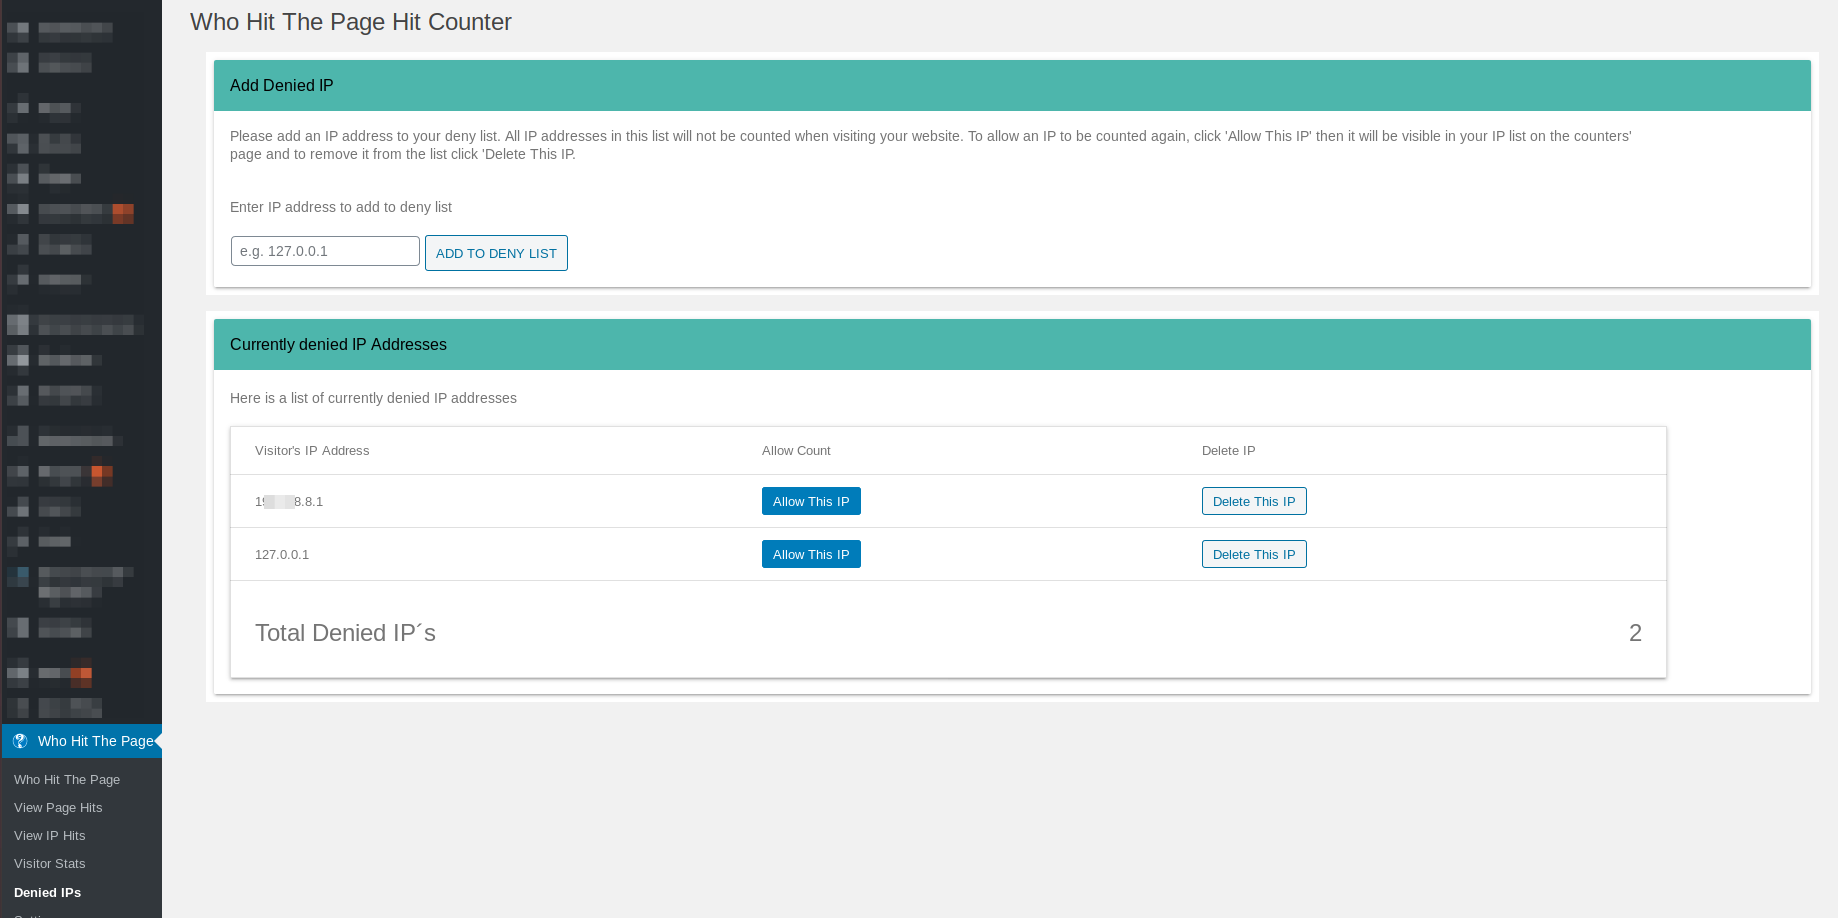 Who Hit The Page Hit Counter
Add Denied IP
Please add an IP address to your deny list. All IP addresses in this list will not be counted when visiting your website. To allow an IP to be counted again, click 'Allow This IP' then it will be visible in your IP list on the counters'
page and to remove it from the list click 'Delete This IP.
Enter IP address to add to deny list
e.g. 127.0.0.1 ADD TO DENY LIST
Currently denied IP Addresses
Here is a list of currently denied IP addresses
Visitor's IP Address Allow Count Delete IP
8.8.1 Allow This IP Delete This IP
127.0.0.1 Allow This IP Delete This IP
Total Denied IP´s 2
Who Hit The Page
Who Hit The Page
View Page Hits
View IP Hits
Visitor Stats
Denied IPs